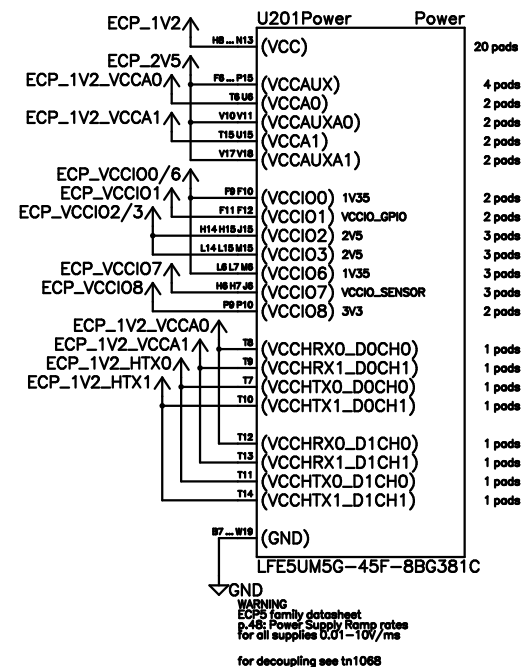 U201Power Power
ECP_1V2 H8 ... N13 (VCC) 20 pads
ECP_2V5 F6 ... P15 (VCCAUX) 4 pads
ECP_1V2_VCCA0 T6 U6 (VCCA0) 2 pads
V10 V11 (VCCAUXA0) 2 pads
ECP_1V2_VCCA1 T15 U15 (VCCA1) 2 pads
V17 V18 (VCCAUXA1) 2 pads
ECP_VCCIO0/6 F9 F10 (VCCIO0) 1V35 2 pads
ECP_VCCIO1 F11 F12 (VCCIO1) VCCIO_GPIO 2 pads
ECP_VCCIO2/3 H14 H15 J15 (VCCIO2) 2V5 3 pads
L14 L15 M15 (VCCIO3) 2V5 3 pads
L6 L7 M6 (VCCIO6) 1V35 3 pads
ECP_VCCIO7 H6 H7 J6 (VCCIO7) VCCIO_SENSOR 3 pads
ECP_VCCIO8 P9 P10 (VCCIO8) 3V3 2 pads
ECP_1V2_VCCA0 T8 (VCCHRX0_D0CH0) 1 pads
ECP_1V2_VCCA1 T9 (VCCHRX1_D0CH1) 1 pads
ECP_1V2_HTX0 T7 (VCCHTX0_D0CH0) 1 pads
ECP_1V2_HTX1 T10 (VCCHTX1_D0CH1) 1 pads
T12 (VCCHRX0_D1CH0) 1 pads
T13 (VCCHRX1_D1CH1) 1 pads
T11 (VCCHTX0_D1CH0) 1 pads
T14 (VCCHTX1_D1CH1) 1 pads
B7 ... W19 (GND)
LFE5UM5G-45F-8BG381C
GND
WARNING
ECP5 family datasheet
p.48: Power Supply Ramp rates
for all supplies 0.01-10V/ms
for decoupling see tn1068